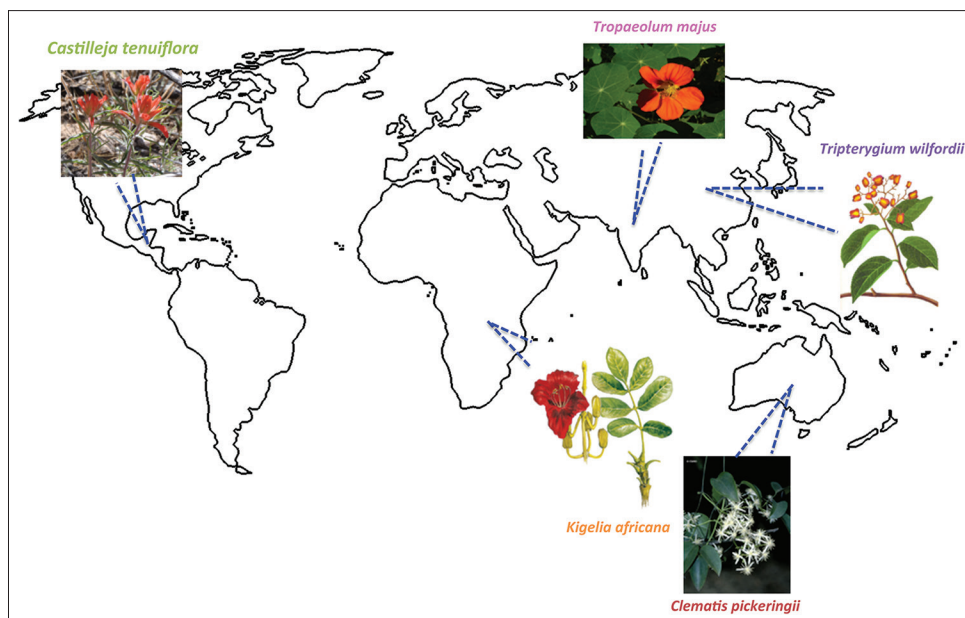 Castilleja tenuiflora
Tropaeolum majus
Tripterygium wilfordii
Kigelia africana
Clematis pickeringii